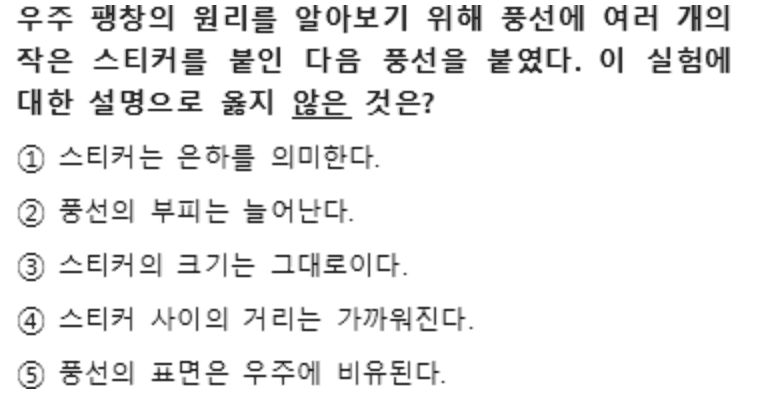 우주 팽창의 원리를 알아보기 위해 풍선에 여러 개의
작은 스티커를 붙인 다음 풍선을 붙였다. 이 실험에
대한 설명으로 옳지 않은 것은?
① 스티커는 은하를 의미한다.
② 풍선의 부피는 늘어난다.
③ 스티커의 크기는 그대로이다.
④ 스티커 사이의 거리는 가까워진다.
⑤ 풍선의 표면은 우주에 비유된다.